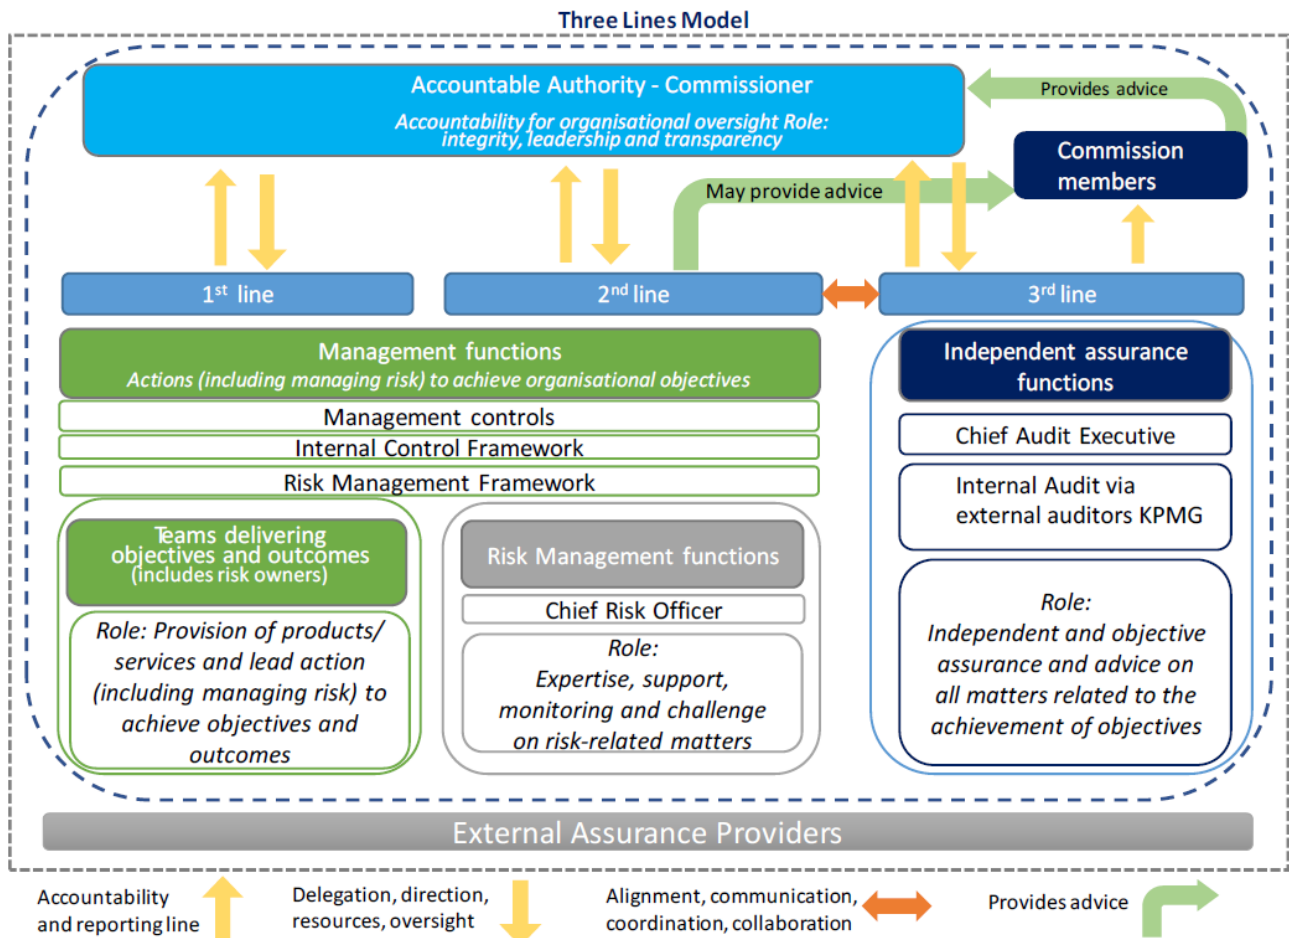 Three Lines Model
Accountable Authority - Commissioner
Accountability for organisational oversight Role:
integrity, leadership and transparency
Provides advice
Commission
members
May provide advice
1st line
2nd line
3rd line
Management functions
Actions (including managing risk) to achieve organisational objectives
Management controls
Internal Control Framework
Risk Management Framework
Teams delivering
objectives and outcomes
(includes risk owners)
Role: Provision of products/
services and lead action
(including managing risk) to
achieve objectives and
outcomes
Risk Management functions
Chief Risk Officer
Role:
Expertise, support,
monitoring and challenge
on risk-related matters
Independent assurance
functions
Chief Audit Executive
Internal Audit via
external auditors KPMG
Role:
Independent and objective
assurance and advice on
all matters related to the
achievement of objectives
External Assurance Providers
Accountability
and reporting line
Delegation, direction,
resources, oversight
Alignment, communication,
coordination, collaboration
Provides advice